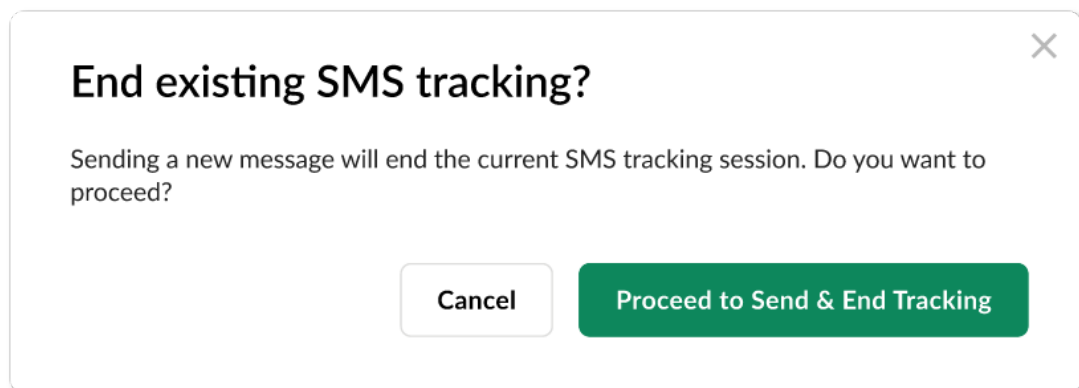 End existing SMS tracking?
Sending a new message will end the current SMS tracking session. Do you want to
proceed?
Cancel
Proceed to Send & End Tracking